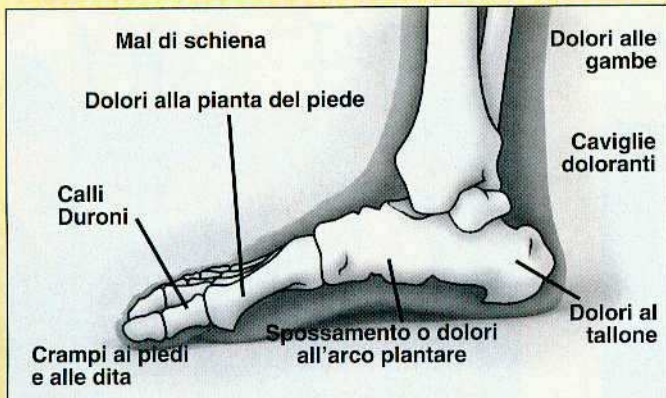 Mal di schiena
Dolori alle
gambe
Dolori alla pianta del piede
Caviglie
doloranti
Calli
Duroni
Dolori al
tallone
Spossamento o dolori
all'arco plantare
Crampi ai piedi
e alle dita